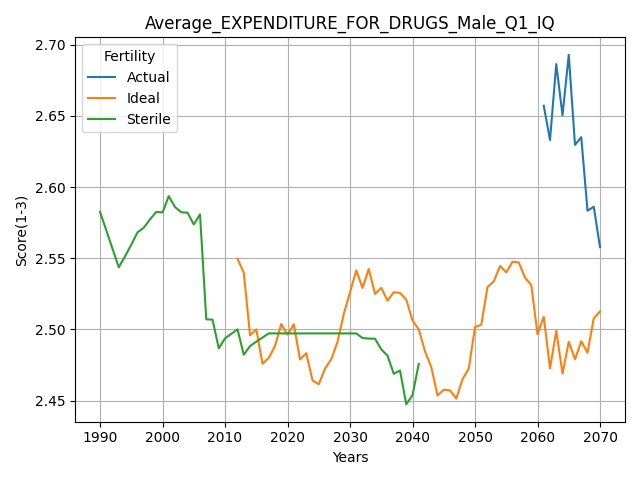 Average_EXPENDITURE_FOR_DRUGS_Male_Q1_IQ
Fertility
Actual
Ideal
Sterile
Score(1-3)
2.70
2.65
2.60
2.55
2.50
2.45
1990 2000 2010 2020 2030 2040 2050 2060 2070
Years